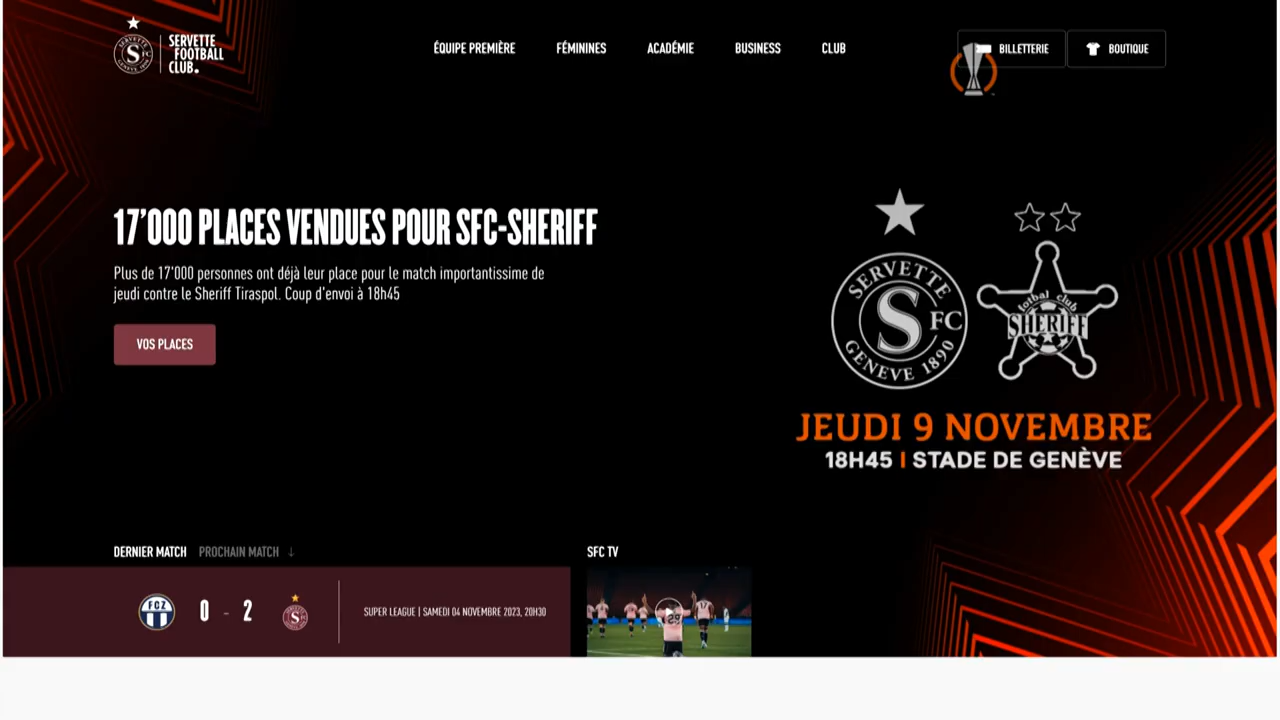 SERVETTE
FOOTBALL
CLUB.
ÉQUIPE PREMIÈRE
FÉMININES
ACADÉMIE
BUSINESS
CLUB
BILLETTERIE
BOUTIQUE
17'000 PLACES VENDUES POUR SFC-SHERIFF
Plus de 17'000 personnes ont déjà leur place pour le match importantissime de
jeudi contre le Sheriff Tiraspol. Coup d'envoi à 18h45
VOS PLACES
SERVETTE
S FC
GENEVE 1890
fotbal club
SHERIFF
JEUDI 9 NOVEMBRE
18H45 | STADE DE GENÈVE
DERNIER MATCH
PROCHAIN MATCH ↓
SFC TV
FCZ
0 - 2
SUPER LEAGUE | SAMEDI 04 NOVEMBRE 2023, 20H30
17
29